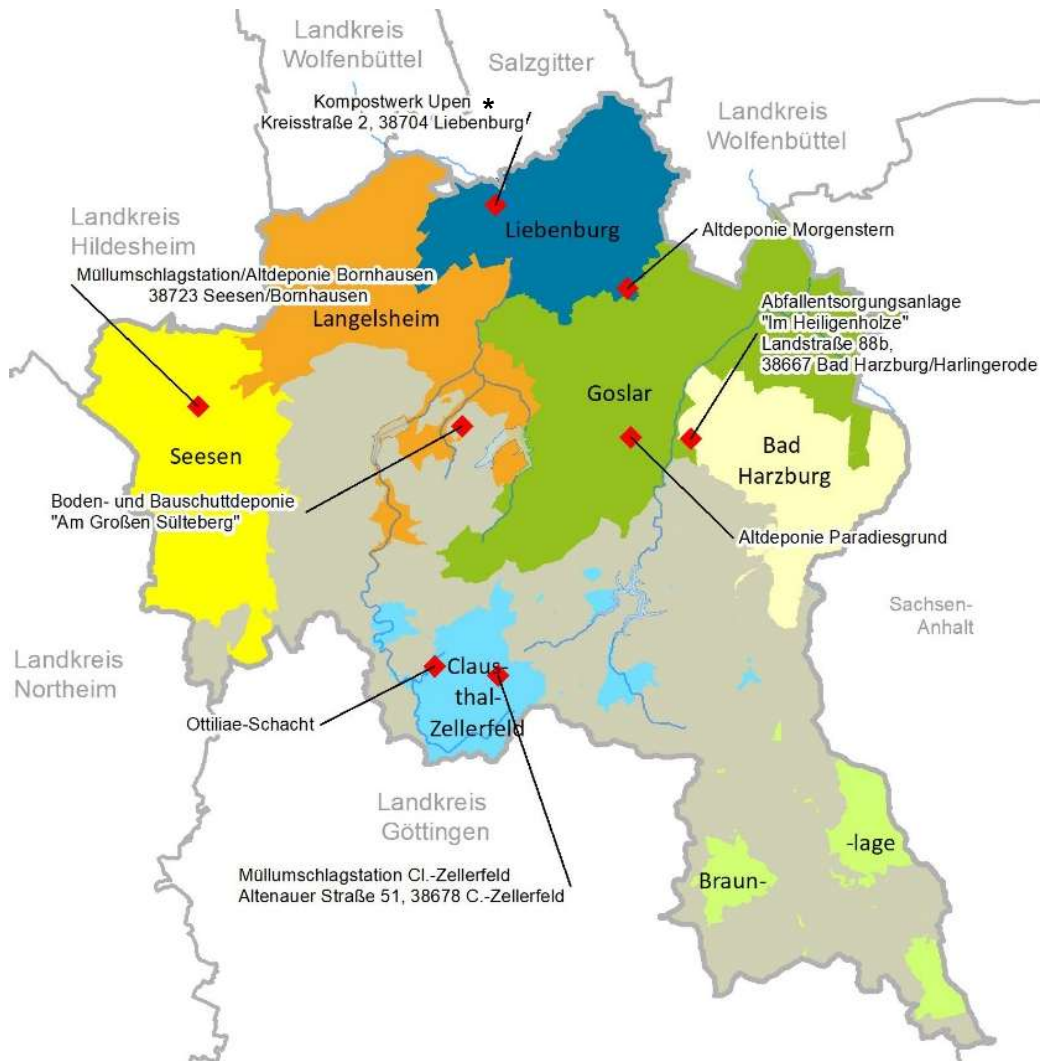 Landkreis
Wolfenbüttel
Salzgitter
Kompostwerk Upen *
Kreisstraße 2, 38704 Liebenburg
Landkreis
Wolfenbüttel
Landkreis
Hildesheim
Liebenburg
Altdeponie Morgenstern
Müllumschlagstation/Altdeponie Bornhausen
38723 Seesen/Bornhausen
Langelsheim
Abfallentsorgungsanlage
"Im Heiligenholze"
Landstraße 88b,
38667 Bad Harzburg/Harlingerode
Goslar
Seesen
Bad
Harzburg
Boden- und Bauschuttdeponie
"Am Großen Sülteberg"
Altdeponie Paradiesgrund
Sachsen-
Anhalt
Landkreis
Northeim
Claus-
thal-
Zellerfeld
Ottiliae-Schacht
Landkreis
Göttingen
-lage
Braun-
Müllumschlagstation Cl.-Zellerfeld
Altenauer Straße 51, 38678 C.-Zellerfeld